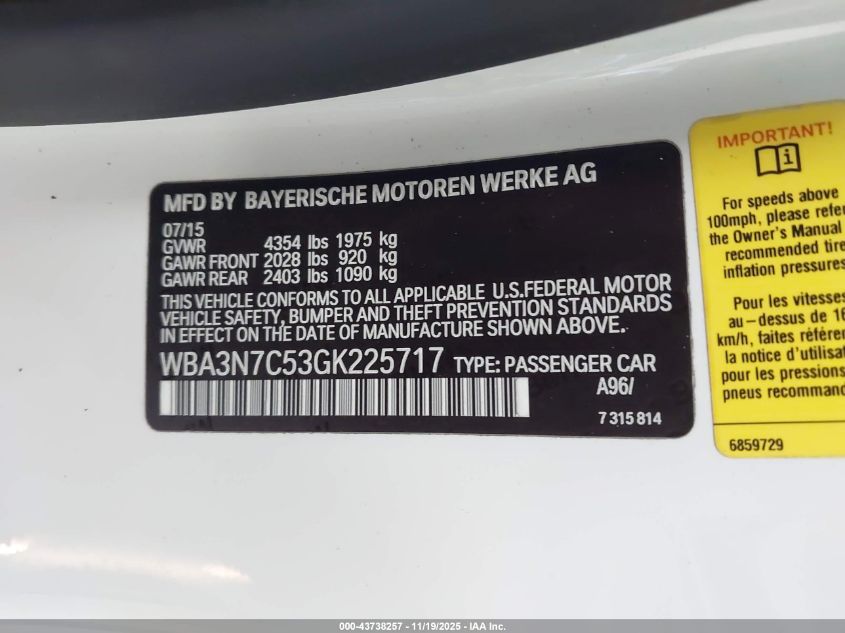 MFD BY BAYERISCHE MOTOREN WERKE AG
07/15
GVWR 4354 lbs 1975 kg
GAWR FRONT 2028 lbs 920 kg
GAWR REAR 2403 lbs 1090 kg
THIS VEHICLE CONFORMS TO ALL APPLICABLE U.S.FEDERAL MOTOR
VEHICLE SAFETY, BUMPER AND THEFT PREVENTION STANDARDS
IN EFFECT ON THE DATE OF MANUFACTURE SHOWN ABOVE.
WBA3N7C53GK225717 TYPE: PASSENGER CAR
A96/
7 315 814
IMPORTANT!
i
For speeds above
100mph, please refer
the Owner's Manual
recommended tire
inflation pressures
Pour les vitesses
au-dessus de 16
km/h, faites référen
la notice d'utilisat
pour les pressions
pneus recommand
6859729
000-43738257 - 11/19/2025 - IAA Inc.